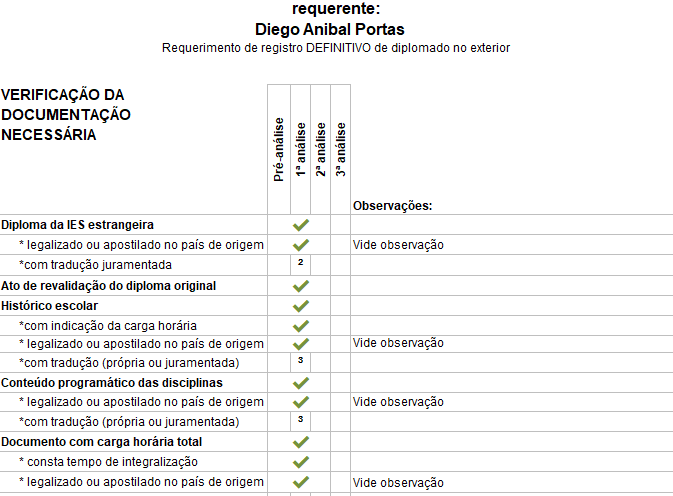 requerente:
Diego Anibal Portas
Requerimento de registro DEFINITIVO de diplomado no exterior
VERIFICAÇÃO DA
DOCUMENTAÇÃO
NECESSÁRIA
Pré-análise
1ª análise
2ª análise
3ª análise
Observações:
Diploma da IES estrangeira
* legalizado ou apostilado no país de origem Vide observação
*com tradução juramentada 2
Ato de revalidação do diploma original
Histórico escolar
*com indicação da carga horária
* legalizado ou apostilado no país de origem Vide observação
*com tradução (própria ou juramentada) 3
Conteúdo programático das disciplinas
* legalizado ou apostilado no país de origem Vide observação
*com tradução (própria ou juramentada) 3
Documento com carga horária total
* consta tempo de integralização
* legalizado ou apostilado no país de origem Vide observação